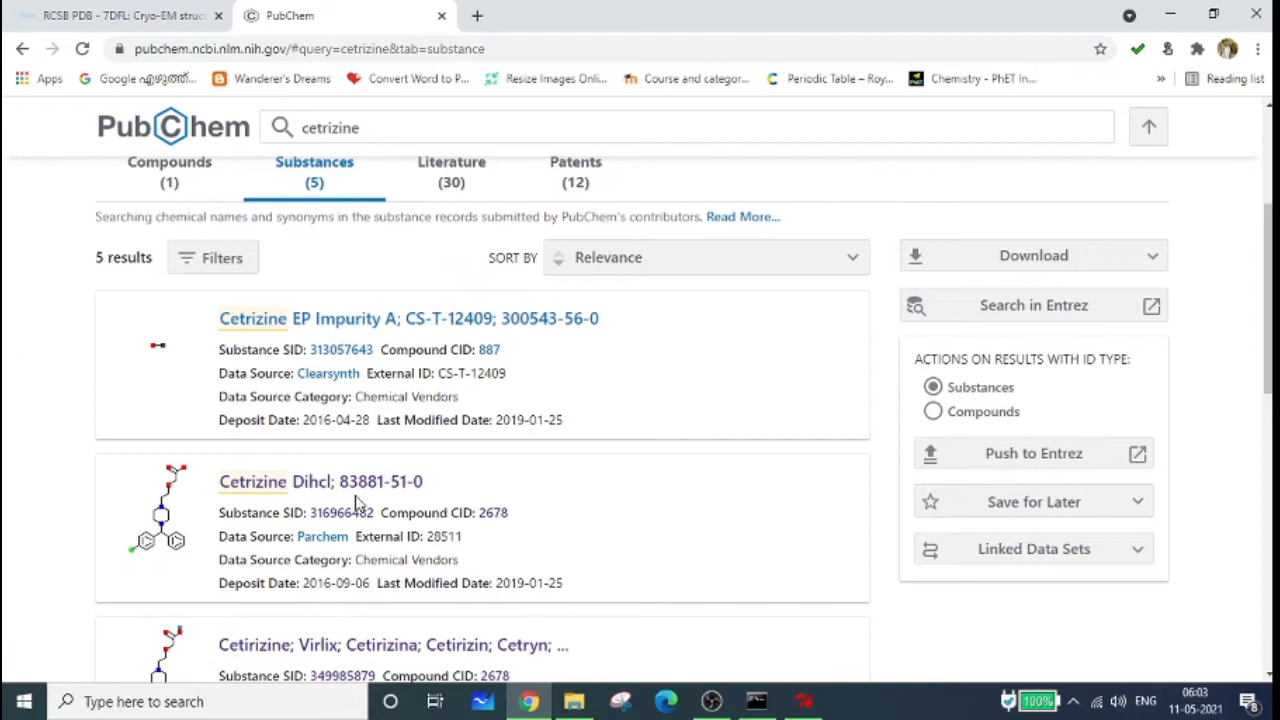 RCSB PDB - 7DFL: Cryo-EM struct
PubChem
pubchem.ncbi.nlm.nih.gov/#query=cetrizine&tab=substance
Apps
Google എഴുത്ത്...
Wanderer's Dreams
Convert Word to P...
Resize Images Onli...
Course and categor...
Periodic Table – Roy...
Chemistry - PhET In...
»
Reading list
PubChem
cetrizine
Compounds
(1)
Substances
(5)
Literature
(30)
Patents
(12)
Searching chemical names and synonyms in the substance records submitted by PubChem's contributors. Read More...
5 results
Filters
SORT BY
Relevance
Download
Search in Entrez
Cetrizine EP Impurity A; CS-T-12409; 300543-56-0
Substance SID: 313057643 Compound CID: 887
Data Source: Clearsynth External ID: CS-T-12409
Data Source Category: Chemical Vendors
Deposit Date: 2016-04-28 Last Modified Date: 2019-01-25
ACTIONS ON RESULTS WITH ID TYPE:
Substances
Compounds
Push to Entrez
Save for Later
Linked Data Sets
Cetrizine Dihcl; 83881-51-0
Substance SID: 316966482 Compound CID: 2678
Data Source: Parchem External ID: 28511
Data Source Category: Chemical Vendors
Deposit Date: 2016-09-06 Last Modified Date: 2019-01-25
Cetirizine; Virlix; Cetirizina; Cetirizin; Cetryn; ...
Substance SID: 349985879 Compound CID: 2678
Type here to search
100%
ENG
06:03
11-05-2021
8